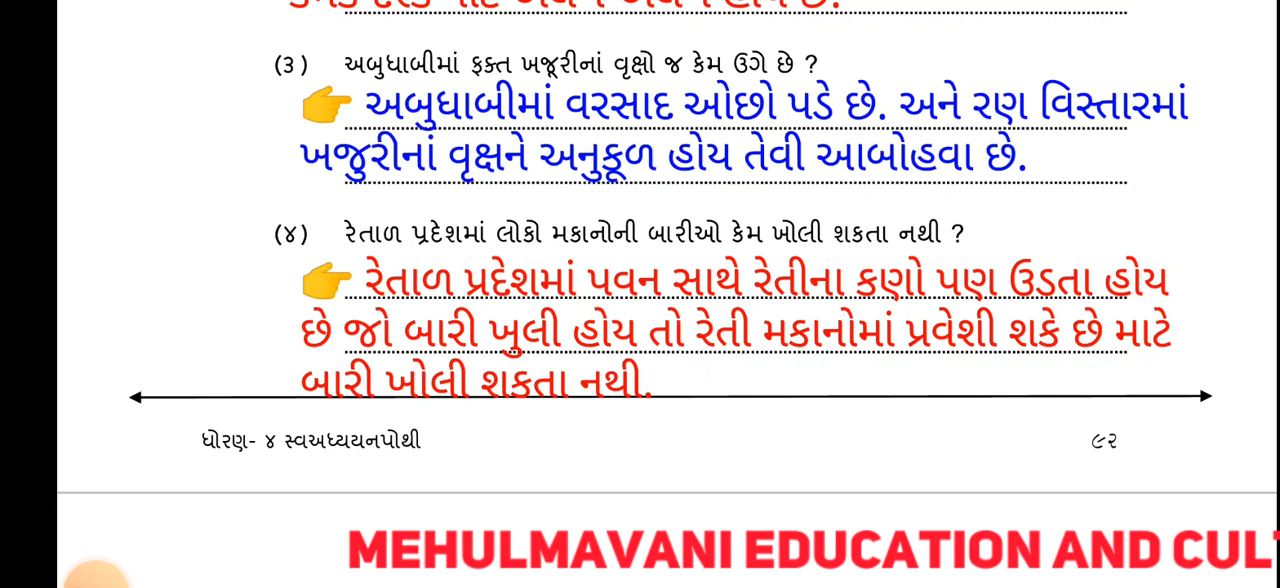 (૩) અબુધાબીમાં ફક્ત ખજૂરીનાં વૃક્ષો જ કેમ ઉગે છે ?
👉 અબુધાબીમાં વરસાદ ઓછો પડે છે. અને રણ વિસ્તારમાં
ખજુરીનાં વૃક્ષને અનુકૂળ હોય તેવી આબોહવા છે.
(૪) રેતાળ પ્રદેશમાં લોકો મકાનોની બારીઓ કેમ ખોલી શકતા નથી ?
👉 રેતાળ પ્રદેશમાં પવન સાથે રેતીના કણો પણ ઉડતા હોય
છે જો બારી ખુલી હોય તો રેતી મકાનોમાં પ્રવેશી શકે છે માટે
બારી ખોલી શકતા નથી.
ધોરણ- ૪ સ્વઅધ્યયનપોથી ૯૨
MEHULMAVANI EDUCATION AND CUL